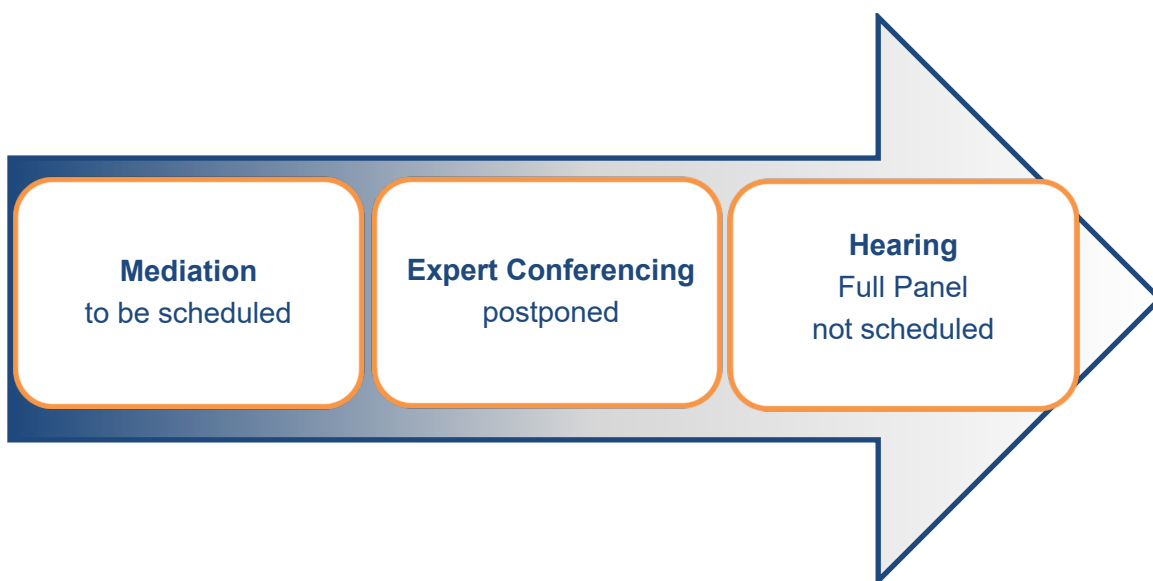 Mediation
to be scheduled
Expert Conferencing
postponed
Hearing
Full Panel
not scheduled